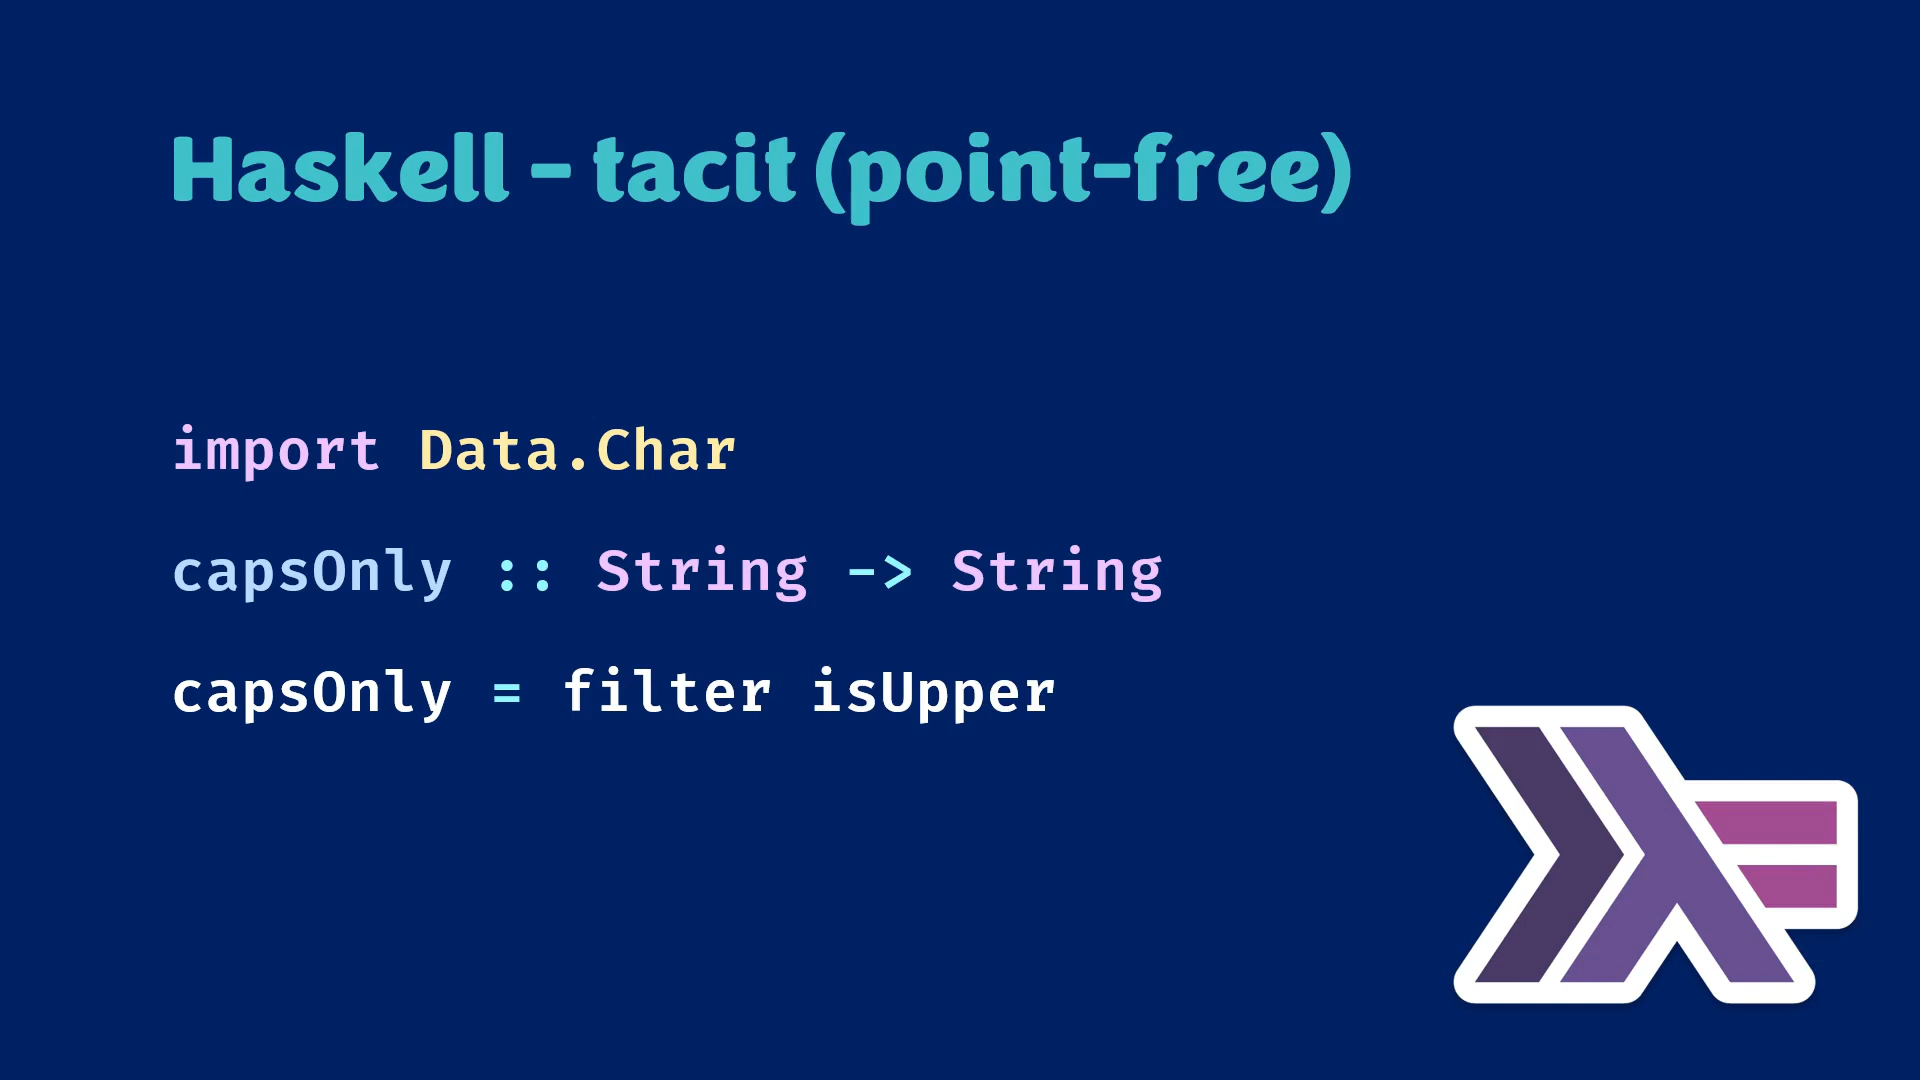 Haskell - tacit (point-free)
import Data.Char
capsOnly :: String -> String
capsOnly = filter isUpper